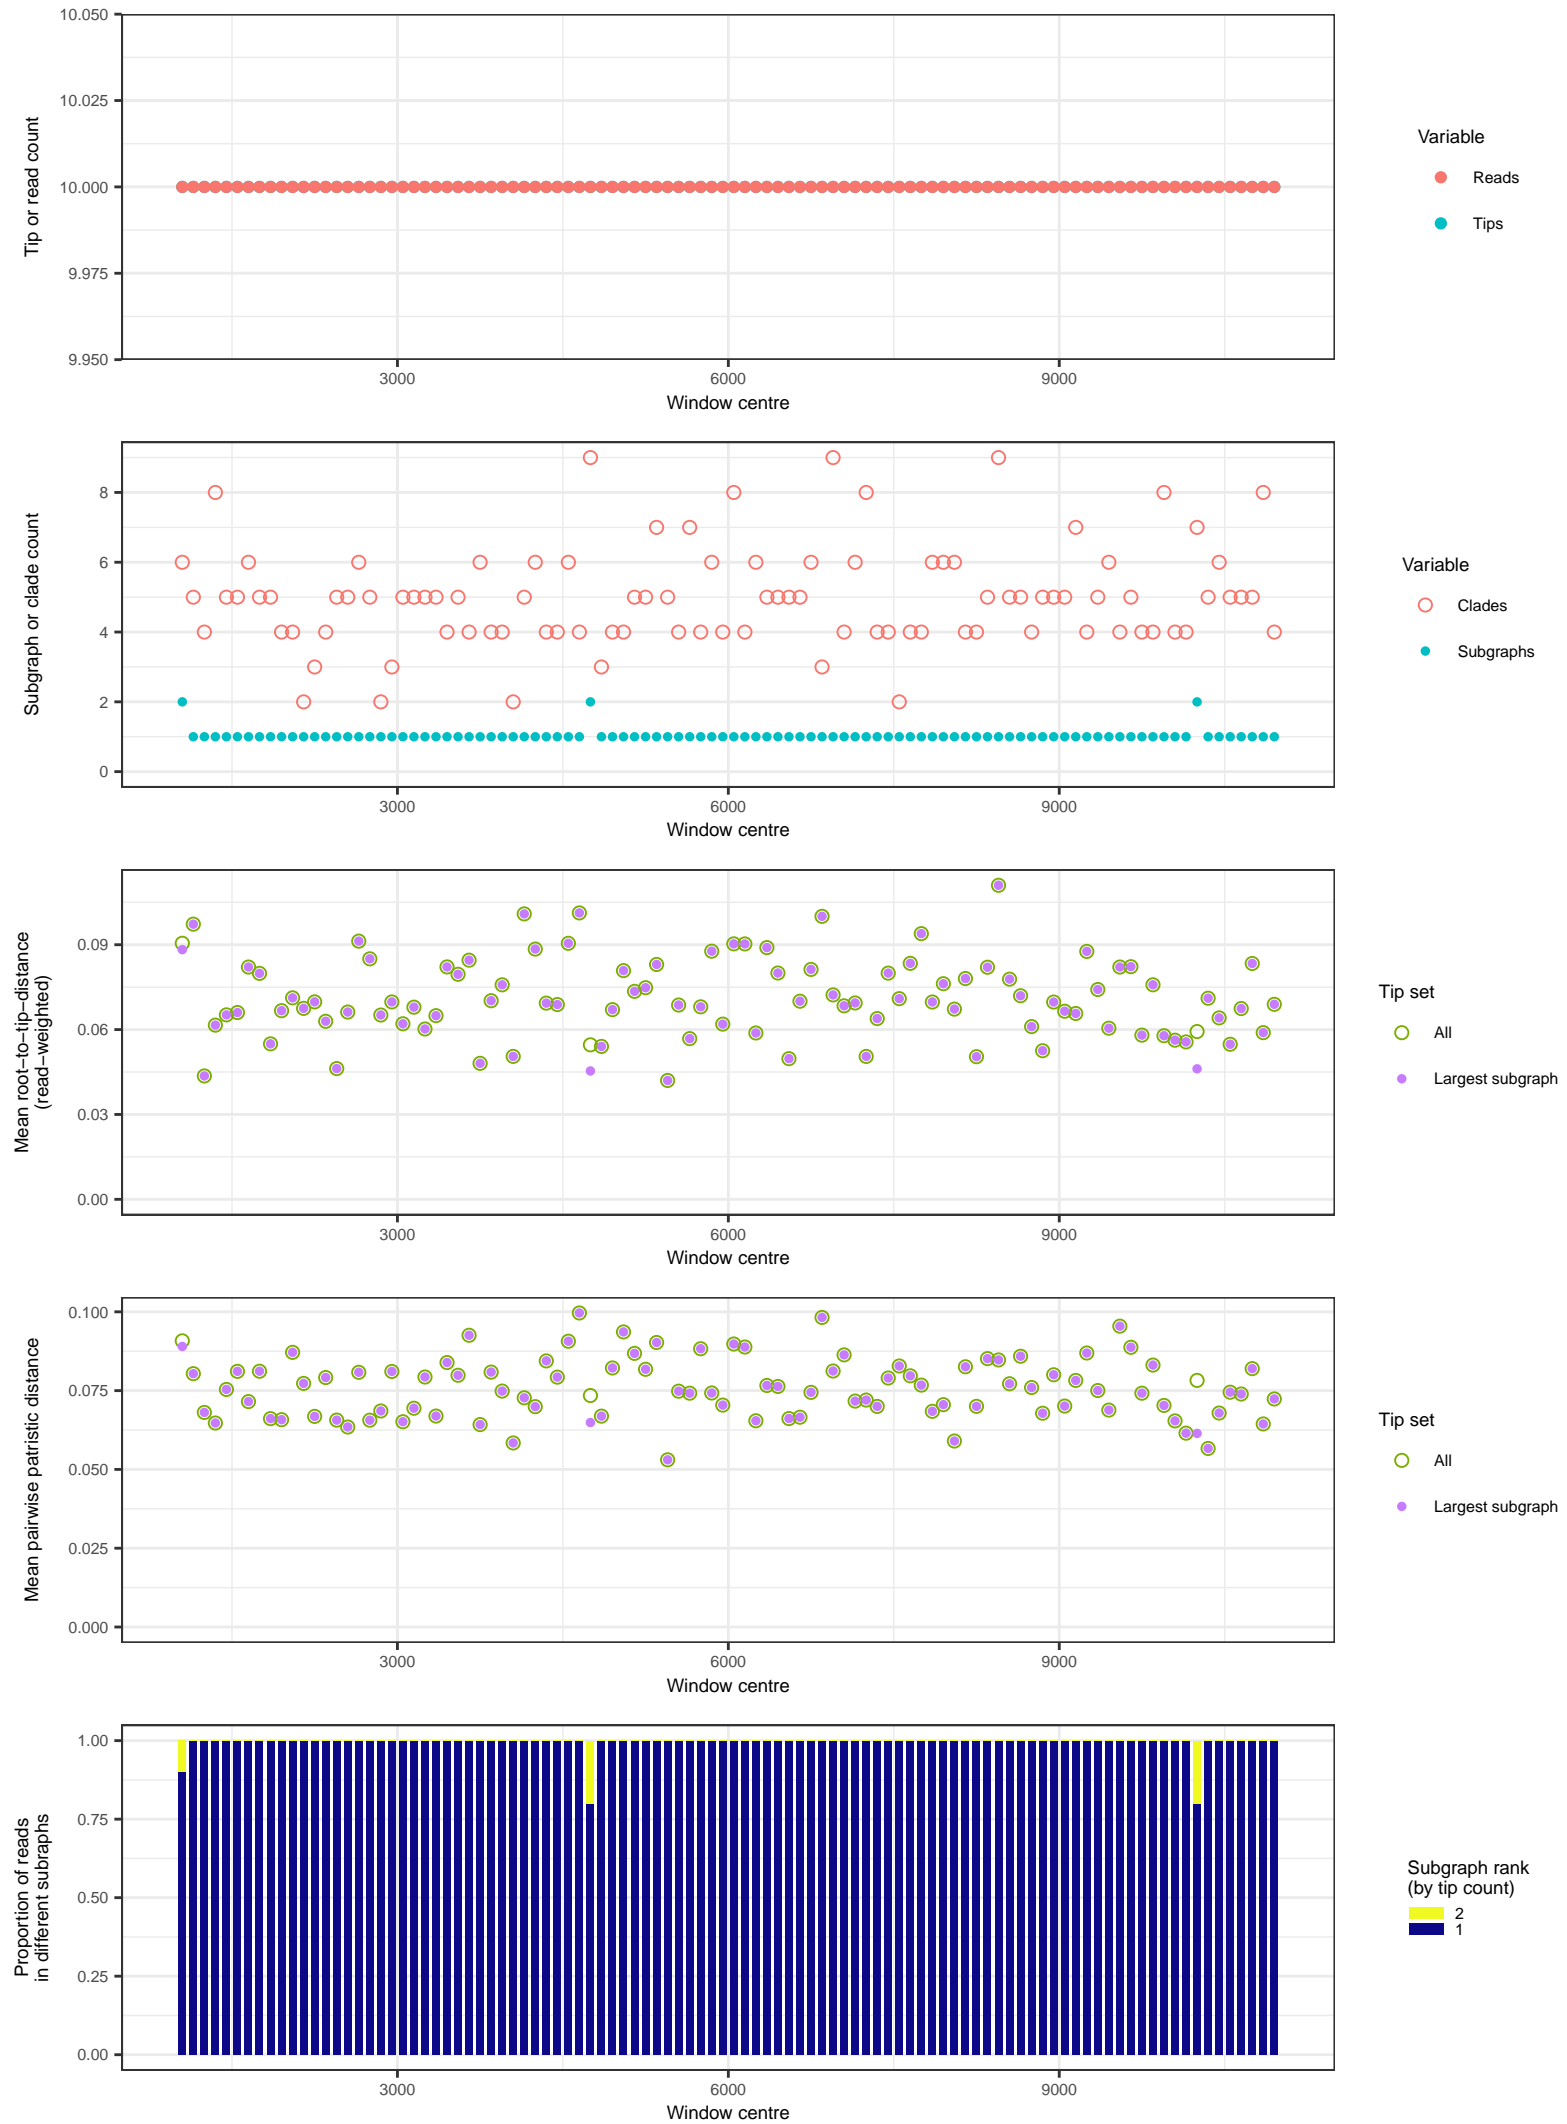 10.050
10.025
10.000
9.975
9.950
Tip or read count
3000 6000 9000
Window centre
Variable
Reads
Tips
8
6
4
2
0
Subgraph or clade count
3000 6000 9000
Window centre
Variable
Clades
Subgraphs
0.09
0.06
0.03
0.00
Mean root−to−tip−distance
(read−weighted)
3000 6000 9000
Window centre
Tip set
All
Largest subgraph
0.100
0.075
0.050
0.025
0.000
Mean pairwise patristic distance
3000 6000 9000
Window centre
Tip set
All
Largest subgraph
1.00
0.75
0.50
0.25
0.00
Proportion of reads
in different subraphs
3000 6000 9000
Window centre
Subgraph rank
(by tip count)
2
1